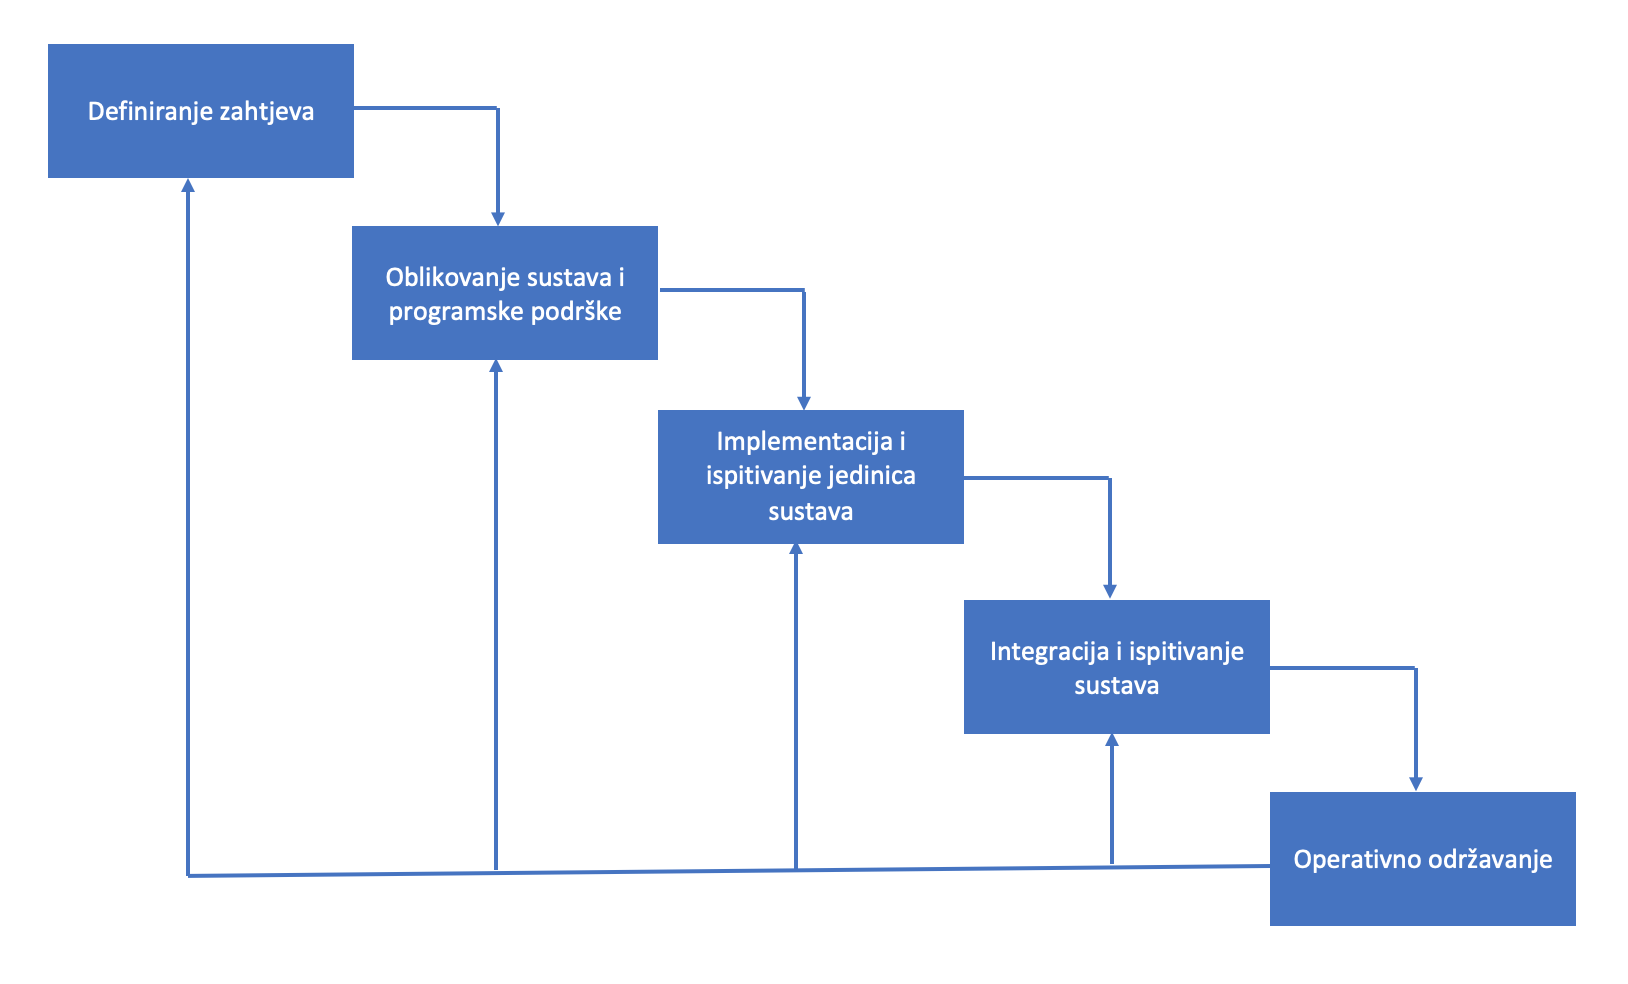 Definiranje zahtjeva
Oblikovanje sustava i
programske podrške
Implementacija i
ispitivanje jedinica
sustava
Integracija i ispitivanje
sustava
Operativno održavanje